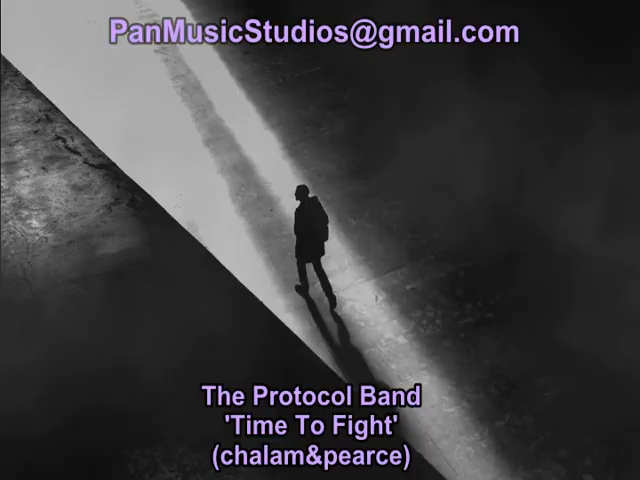 PanMusicStudios@gmail.com
The Protocol Band
'Time To Fight'
(chalam&pearce)